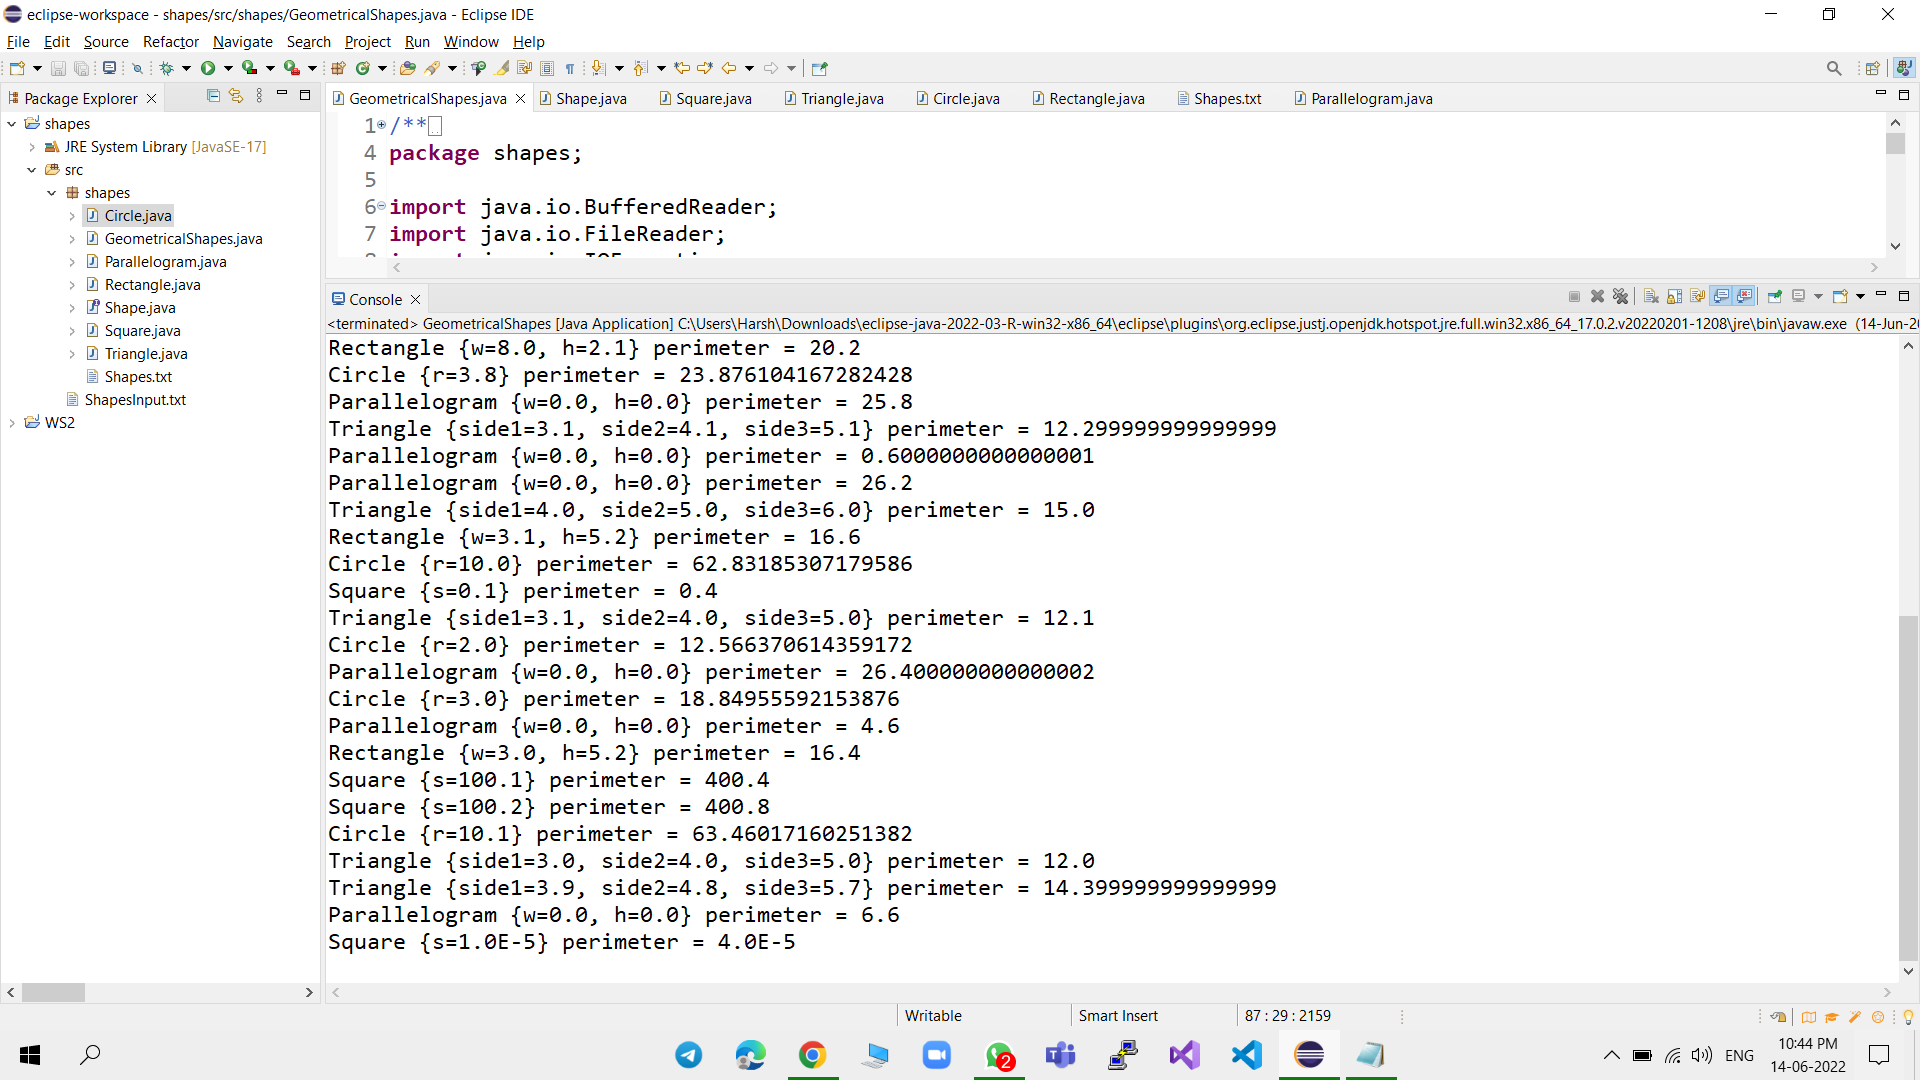 eclipse-workspace - shapes/src/shapes/GeometricalShapes.java - Eclipse IDE
File Edit Source Refactor Navigate Search Project Run Window Help
Package Explorer
shapes
JRE System Library [JavaSE-17]
src
shapes
Circle.java
GeometricalShapes.java
Parallelogram.java
Rectangle.java
Shape.java
Square.java
Triangle.java
Shapes.txt
ShapesInput.txt
WS2
GeometricalShapes.java Shape.java Square.java Triangle.java Circle.java Rectangle.java Shapes.txt Parallelogram.java
1 /**
4 package shapes;
5
6 import java.io.BufferedReader;
7 import java.io.FileReader;
Console
<terminated> GeometricalShapes [Java Application] C:\Users\Harsh\Downloads\eclipse-java-2022-03-R-win32-x86_64\eclipse\plugins\org.eclipse.justj.openjdk.hotspot.jre.full.win32.x86_64_17.0.2.v20220201-1208\jre\bin\javaw.exe (14-Jun-20
Rectangle {w=8.0, h=2.1} perimeter = 20.2
Circle {r=3.8} perimeter = 23.876104167282428
Parallelogram {w=0.0, h=0.0} perimeter = 25.8
Triangle {side1=3.1, side2=4.1, side3=5.1} perimeter = 12.299999999999999
Parallelogram {w=0.0, h=0.0} perimeter = 0.6000000000000001
Parallelogram {w=0.0, h=0.0} perimeter = 26.2
Triangle {side1=4.0, side2=5.0, side3=6.0} perimeter = 15.0
Rectangle {w=3.1, h=5.2} perimeter = 16.6
Circle {r=10.0} perimeter = 62.83185307179586
Square {s=0.1} perimeter = 0.4
Triangle {side1=3.1, side2=4.0, side3=5.0} perimeter = 12.1
Circle {r=2.0} perimeter = 12.566370614359172
Parallelogram {w=0.0, h=0.0} perimeter = 26.400000000000002
Circle {r=3.0} perimeter = 18.84955592153876
Parallelogram {w=0.0, h=0.0} perimeter = 4.6
Rectangle {w=3.0, h=5.2} perimeter = 16.4
Square {s=100.1} perimeter = 400.4
Square {s=100.2} perimeter = 400.8
Circle {r=10.1} perimeter = 63.46017160251382
Triangle {side1=3.0, side2=4.0, side3=5.0} perimeter = 12.0
Triangle {side1=3.9, side2=4.8, side3=5.7} perimeter = 14.399999999999999
Parallelogram {w=0.0, h=0.0} perimeter = 6.6
Square {s=1.0E-5} perimeter = 4.0E-5
Writable Smart Insert 87 : 29 : 2159
2
ENG
10:44 PM
14-06-2022